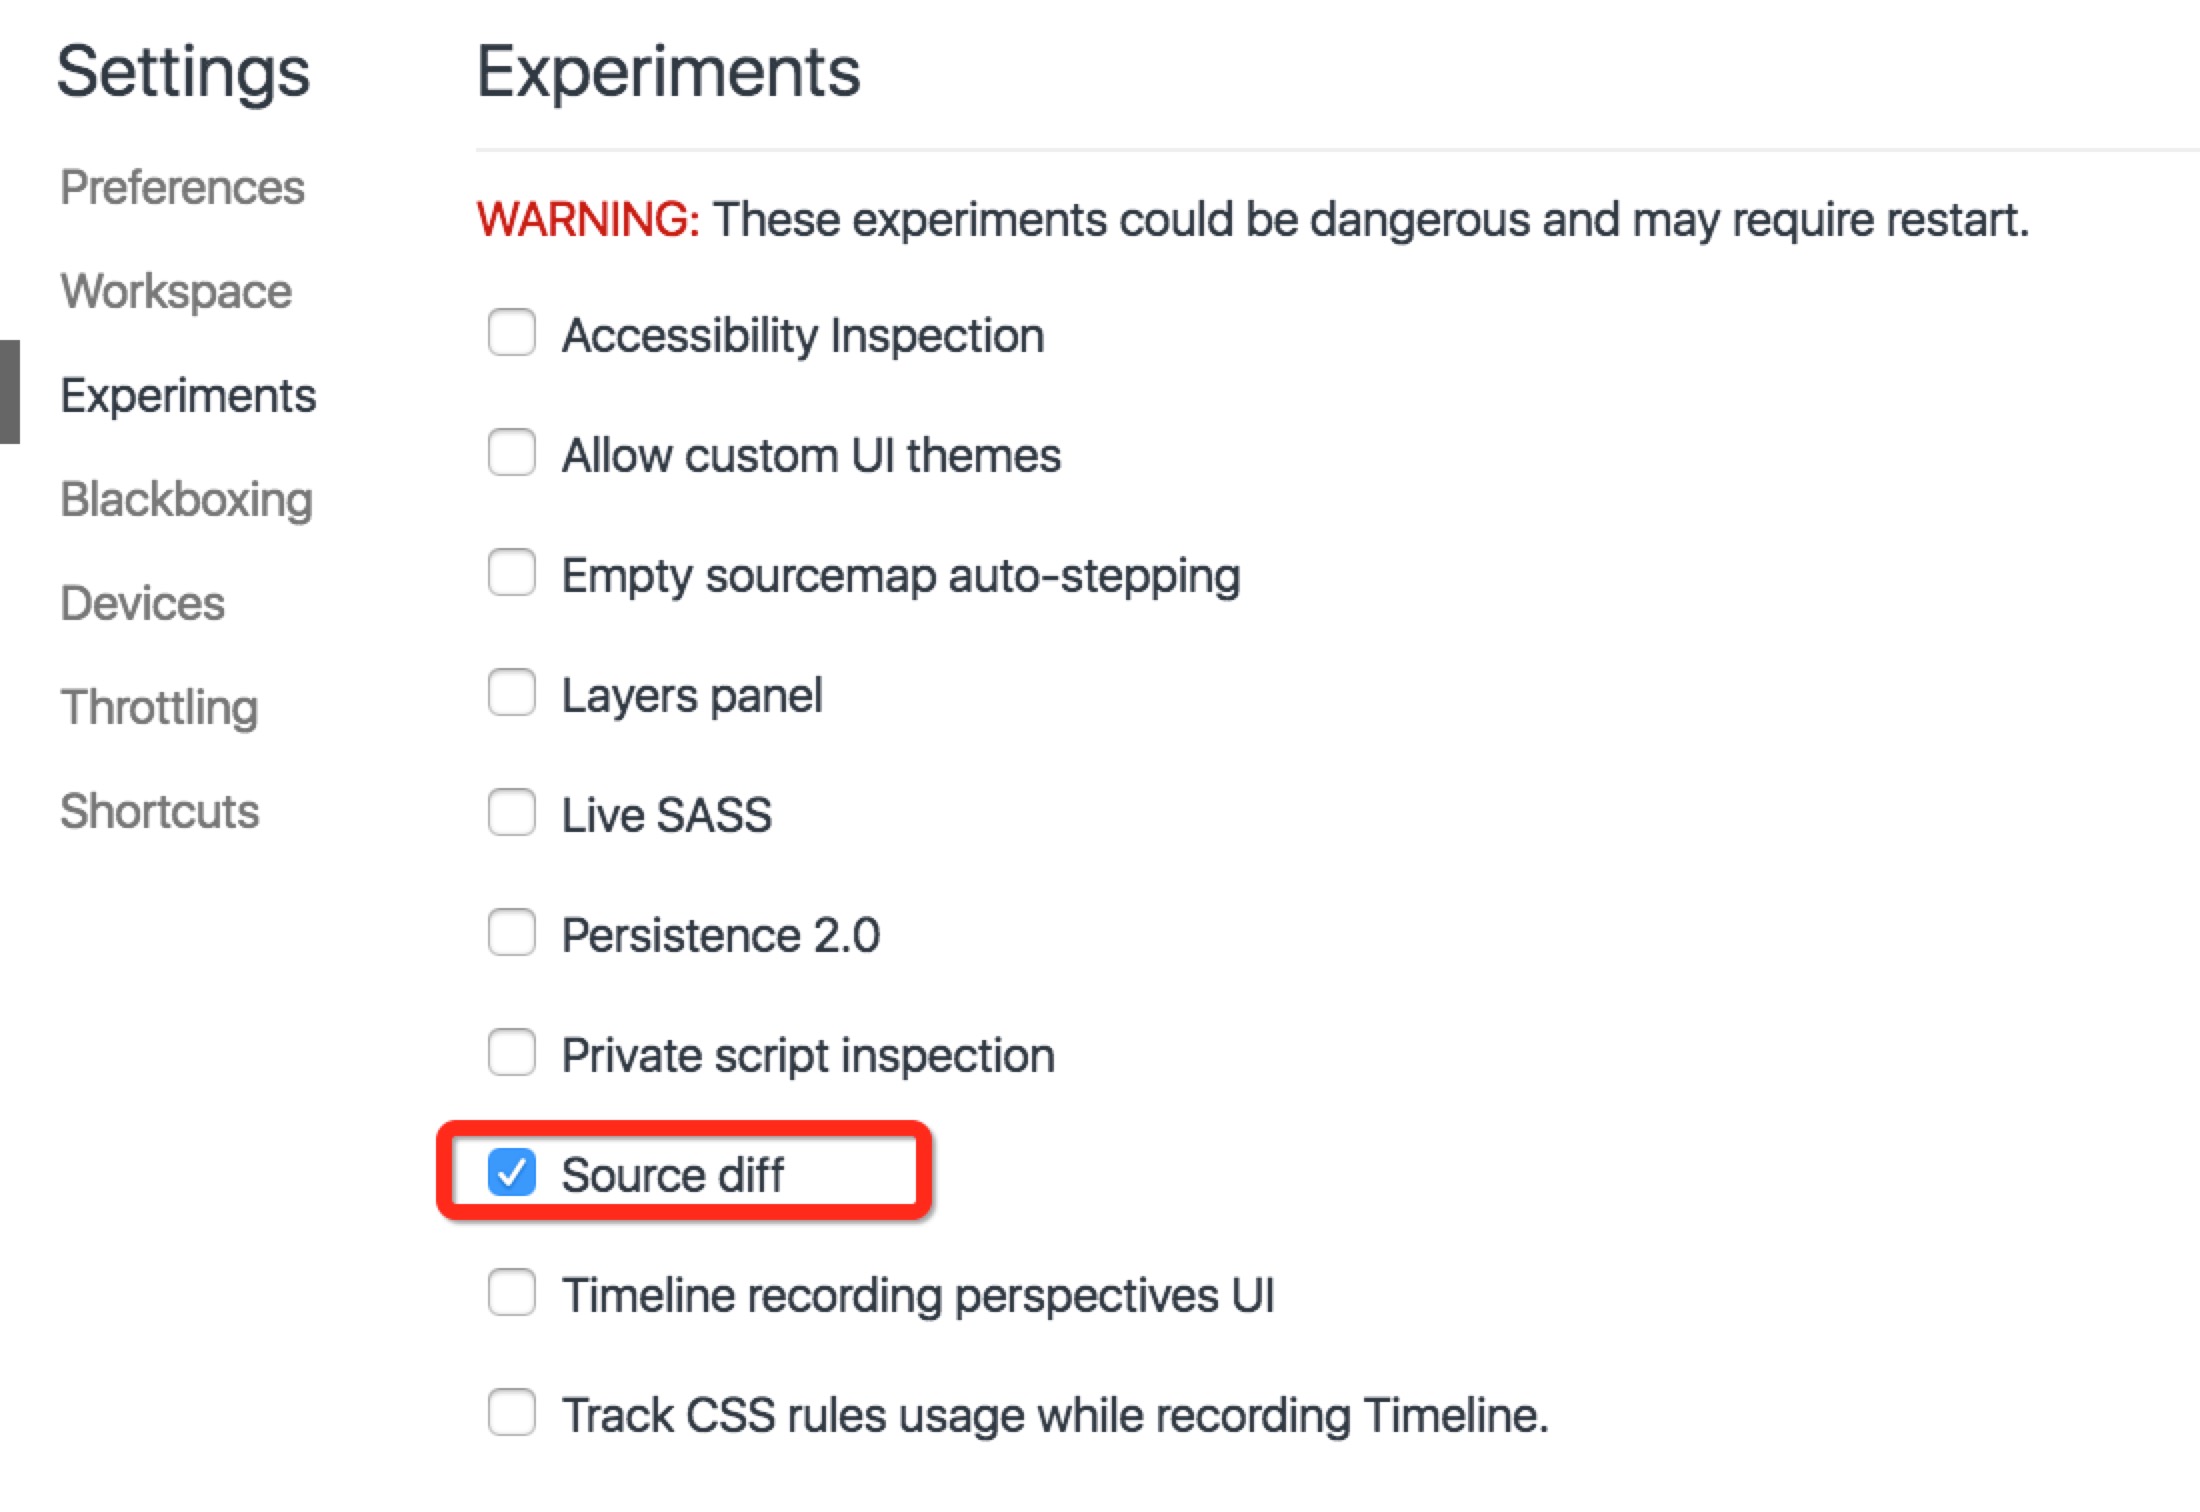 Settings
Preferences
Workspace
Experiments
Blackboxing
Devices
Throttling
Shortcuts
Experiments
WARNING: These experiments could be dangerous and may require restart.
Accessibility Inspection
Allow custom UI themes
Empty sourcemap auto-stepping
Layers panel
Live SASS
Persistence 2.0
Private script inspection
Source diff
Timeline recording perspectives UI
Track CSS rules usage while recording Timeline.